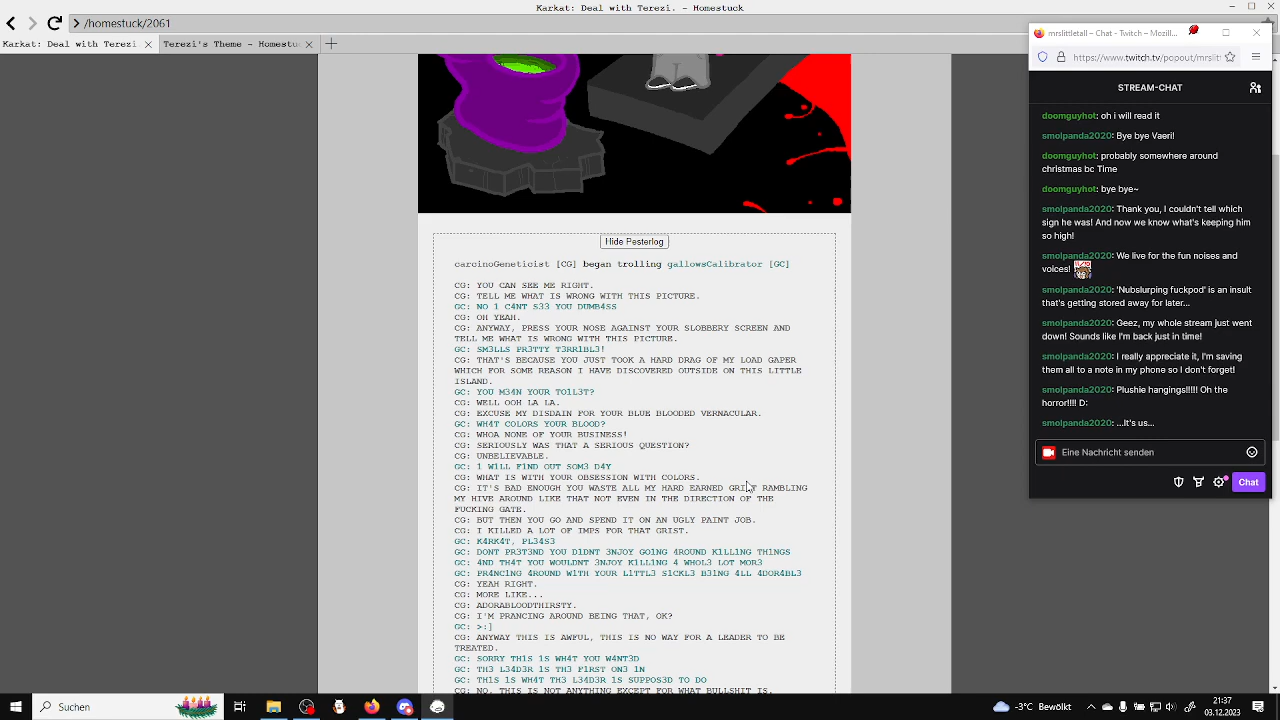 Karkat: Deal with Terezi. - Homestuck
/homestuck/2061
Karkat: Deal with Terezi
Terezi's Theme - Homestuc
Hide Pesterlog
carcinoGeneticist [CG] began trolling gallowsCalibrator [GC]
CG: YOU CAN SEE ME RIGHT.
CG: TELL ME WHAT IS WRONG WITH THIS PICTURE.
GC: NO 1 C4NT S33 YOU DUMB4SS
CG: OH YEAH.
CG: ANYWAY, PRESS YOUR NOSE AGAINST YOUR SLOBBERY SCREEN AND
TELL ME WHAT IS WRONG WITH THIS PICTURE.
GC: SM3LLS PR3TTY T3RR1BL3!
CG: THAT'S BECAUSE YOU JUST TOOK A HARD DRAG OF MY LOAD GAPER
WHICH FOR SOME REASON I HAVE DISCOVERED OUTSIDE ON THIS LITTLE
ISLAND.
GC: YOU M34N YOUR TO1L3T?
CG: WELL OOH LA LA.
CG: EXCUSE MY DISDAIN FOR YOUR BLUE BLOODED VERNACULAR.
GC: WH4T COLORS YOUR BLOOD?
CG: WHOA NONE OF YOUR BUSINESS!
CG: SERIOUSLY WAS THAT A SERIOUS QUESTION?
CG: UNBELIEVABLE.
GC: 1 W1LL F1ND OUT SOM3 D4Y
CG: WHAT IS WITH YOUR OBSESSION WITH COLORS.
CG: IT'S BAD ENOUGH YOU WASTE ALL MY HARD EARNED GRIST RAMBLING
MY HIVE AROUND LIKE THAT NOT EVEN IN THE DIRECTION OF THE
FUCKING GATE.
CG: BUT THEN YOU GO AND SPEND IT ON AN UGLY PAINT JOB.
CG: I KILLED A LOT OF IMPS FOR THAT GRIST.
GC: K4RK4T, PL34S3
GC: DONT PR3T3ND YOU D1DNT 3NJOY GO1NG 4ROUND K1LL1NG TH1NGS
GC: 4ND TH4T YOU WOULDNT 3NJOY K1LL1NG 4 WHOL3 LOT MOR3
GC: PR4NC1NG 4ROUND W1TH YOUR L1TTL3 S1CKL3 B31NG 4LL 4DOR4BL3
CG: YEAH RIGHT.
CG: MORE LIKE...
CG: ADORABLOODTHIRSTY.
CG: I'M PRANCING AROUND BEING THAT, OK?
GC: >:]
CG: ANYWAY THIS IS AWFUL, THIS IS NO WAY FOR A LEADER TO BE
TREATED.
GC: SORRY TH1S 1S WH4T YOU W4NT3D
GC: TH3 L34D3R 1S TH3 F1RST ON3 1N
GC: TH1S 1S WH4T TH3 L34D3R 1S SUPPOS3D TO DO
CG: NO. THIS IS NOT ANYTHING EXCEPT FOR WHAT BULLSHIT IS.
mrslittletall – Chat - Twitch — Mozill...
https://www.twitch.tv/popout/mrslitt
STREAM-CHAT
doomguyhot: oh i will read it
smolpanda2020: Bye bye Vaeri!
doomguyhot: probably somewhere around
christmas bc Time
doomguyhot: bye bye~
smolpanda2020: Thank you, I couldn't tell which
sign he was! And now we know what's keeping him
so high!
smolpanda2020: We live for the fun noises and
voices!
smolpanda2020: 'Nubslurping fuckpod' is an insult
that's getting stored away for later...
smolpanda2020: Geez, my whole stream just went
down! Sounds like I'm back just in time!
smolpanda2020: I really appreciate it, I'm saving
them all to a note in my phone so I don't forget!
smolpanda2020: Plushie hanging!!!!! Oh the
horror!!!! D:
smolpanda2020: ...It's us...
Eine Nachricht senden
Chat
Suchen
-3°C Bewölkt
21:37
03.12.2023